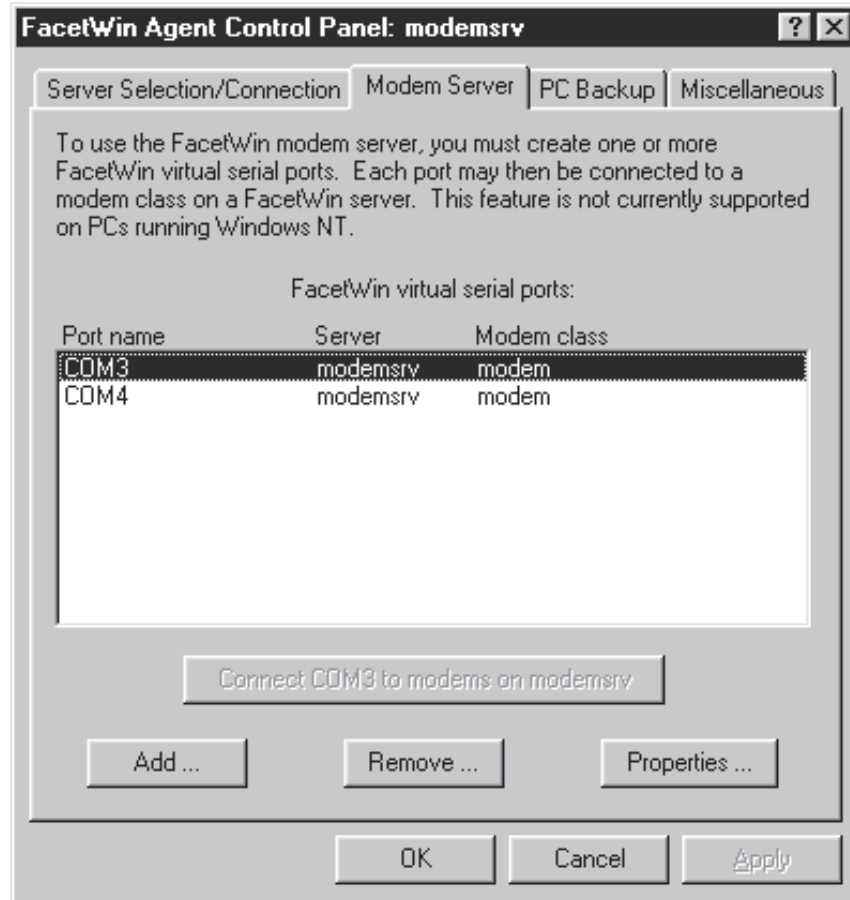 FacetWin Agent Control Panel: modemsrv
Server Selection/Connection Modem Server PC Backup Miscellaneous
To use the FacetWin modem server, you must create one or more
FacetWin virtual serial ports. Each port may then be connected to a
modem class on a FacetWin server. This feature is not currently supported
on PCs running Windows NT.
FacetWin virtual serial ports:
Port name Server Modem class
COM3 modemsrv modem
COM4 modemsrv modem
Connect COM3 to modems on modemsrv
Add ... Remove ... Properties ...
OK Cancel Apply